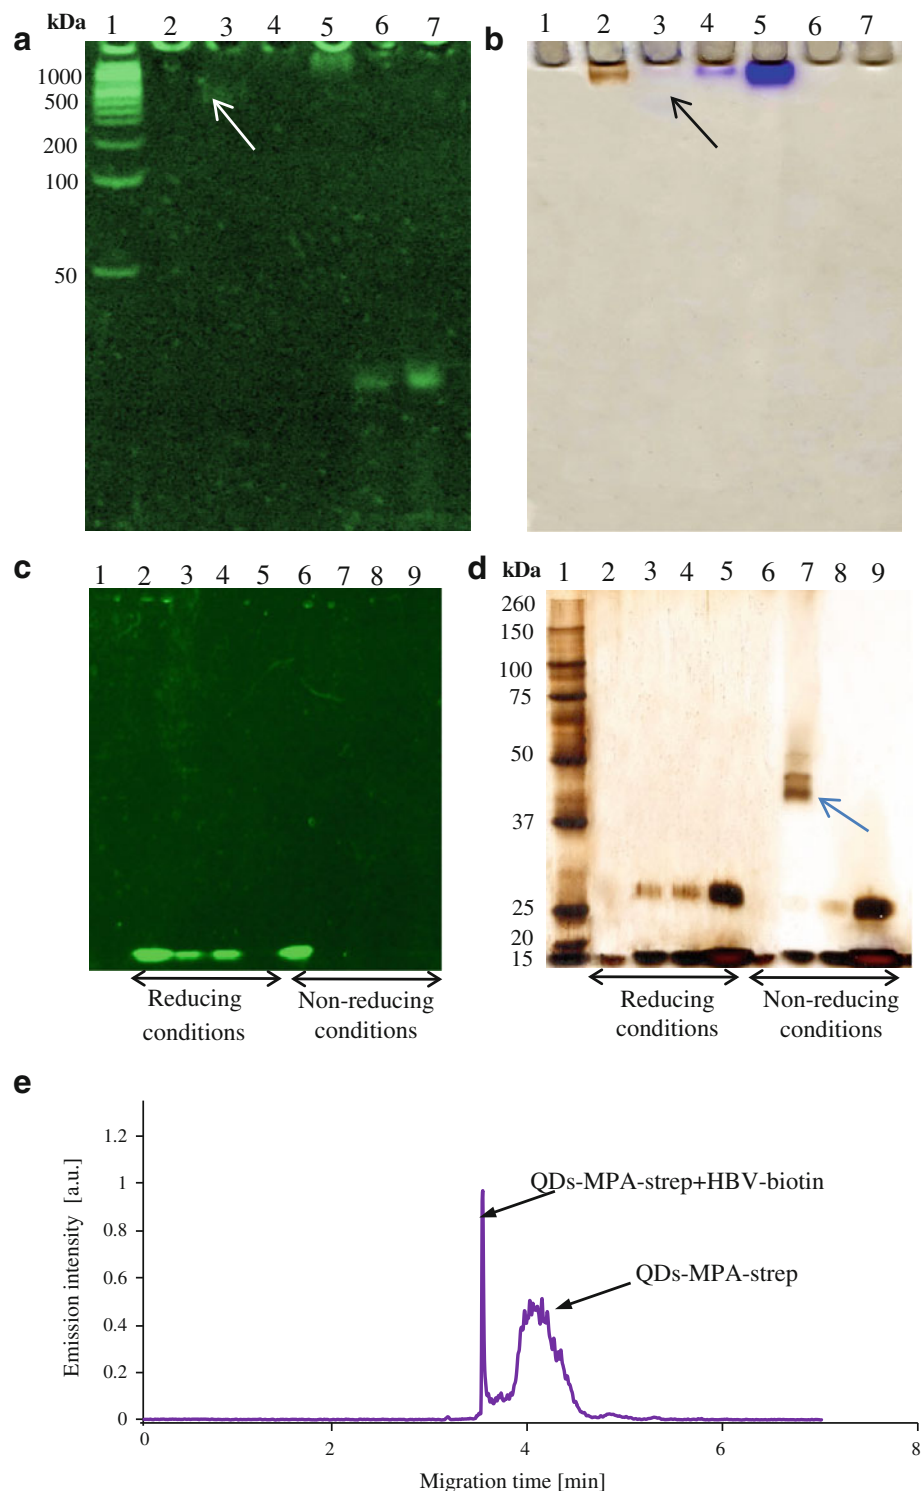 a kDa 1 2 3 4 5 6 7
1000
500
200
100
50
b 1 2 3 4 5 6 7
c 1 2 3 4 5 6 7 8 9
Reducing
conditions
Non-reducing
conditions
d kDa 1 2 3 4 5 6 7 8 9
260
150
100
75
50
37
25
20
15
Reducing
conditions
Non-reducing
conditions
e
Emission intensity [a.u.]
1.2
1
0.8
0.6
0.4
0.2
0
QDs-MPA-strep+HBV-biotin
QDs-MPA-strep
0 2 4 6 8
Migration time [min]